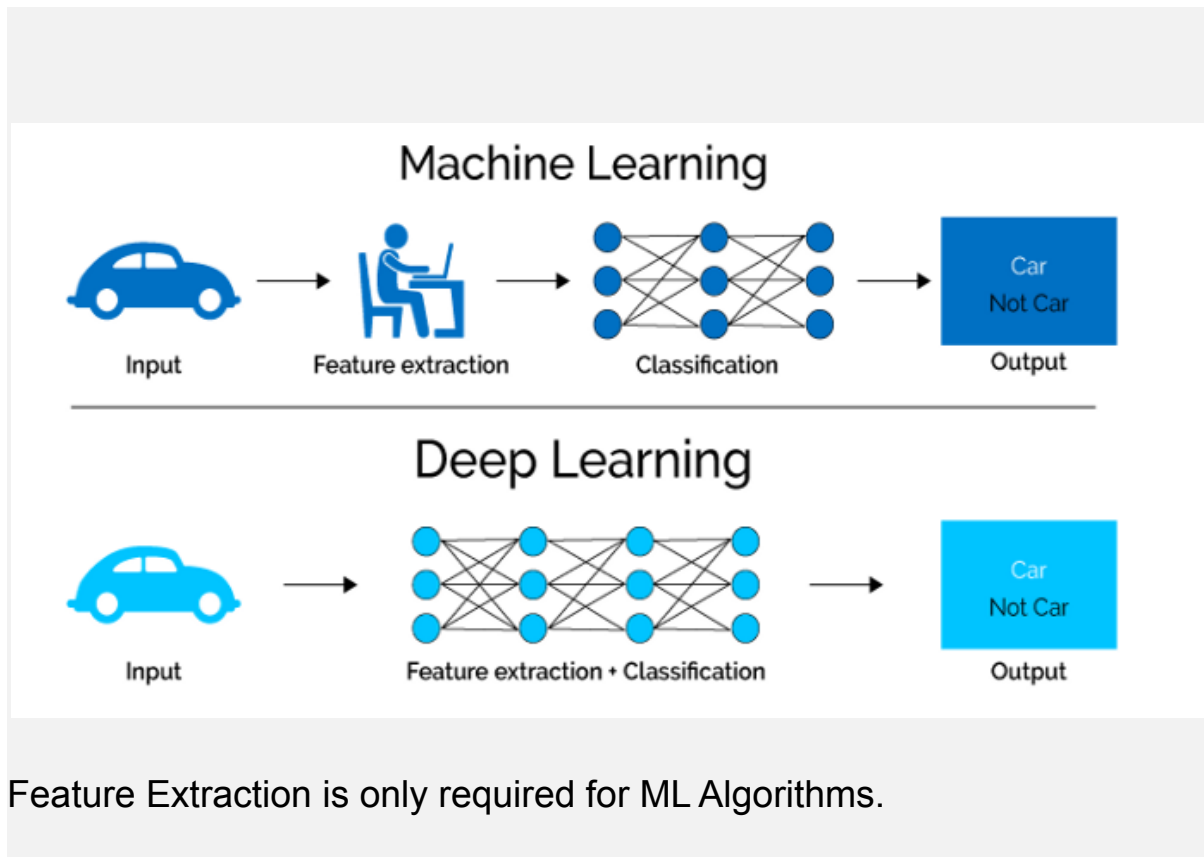 Machine Learning
Car
Not Car
Input
Feature extraction
Classification
Output
Deep Learning
Car
Not Car
Input
Feature extraction + Classification
Output
Feature Extraction is only required for ML Algorithms.